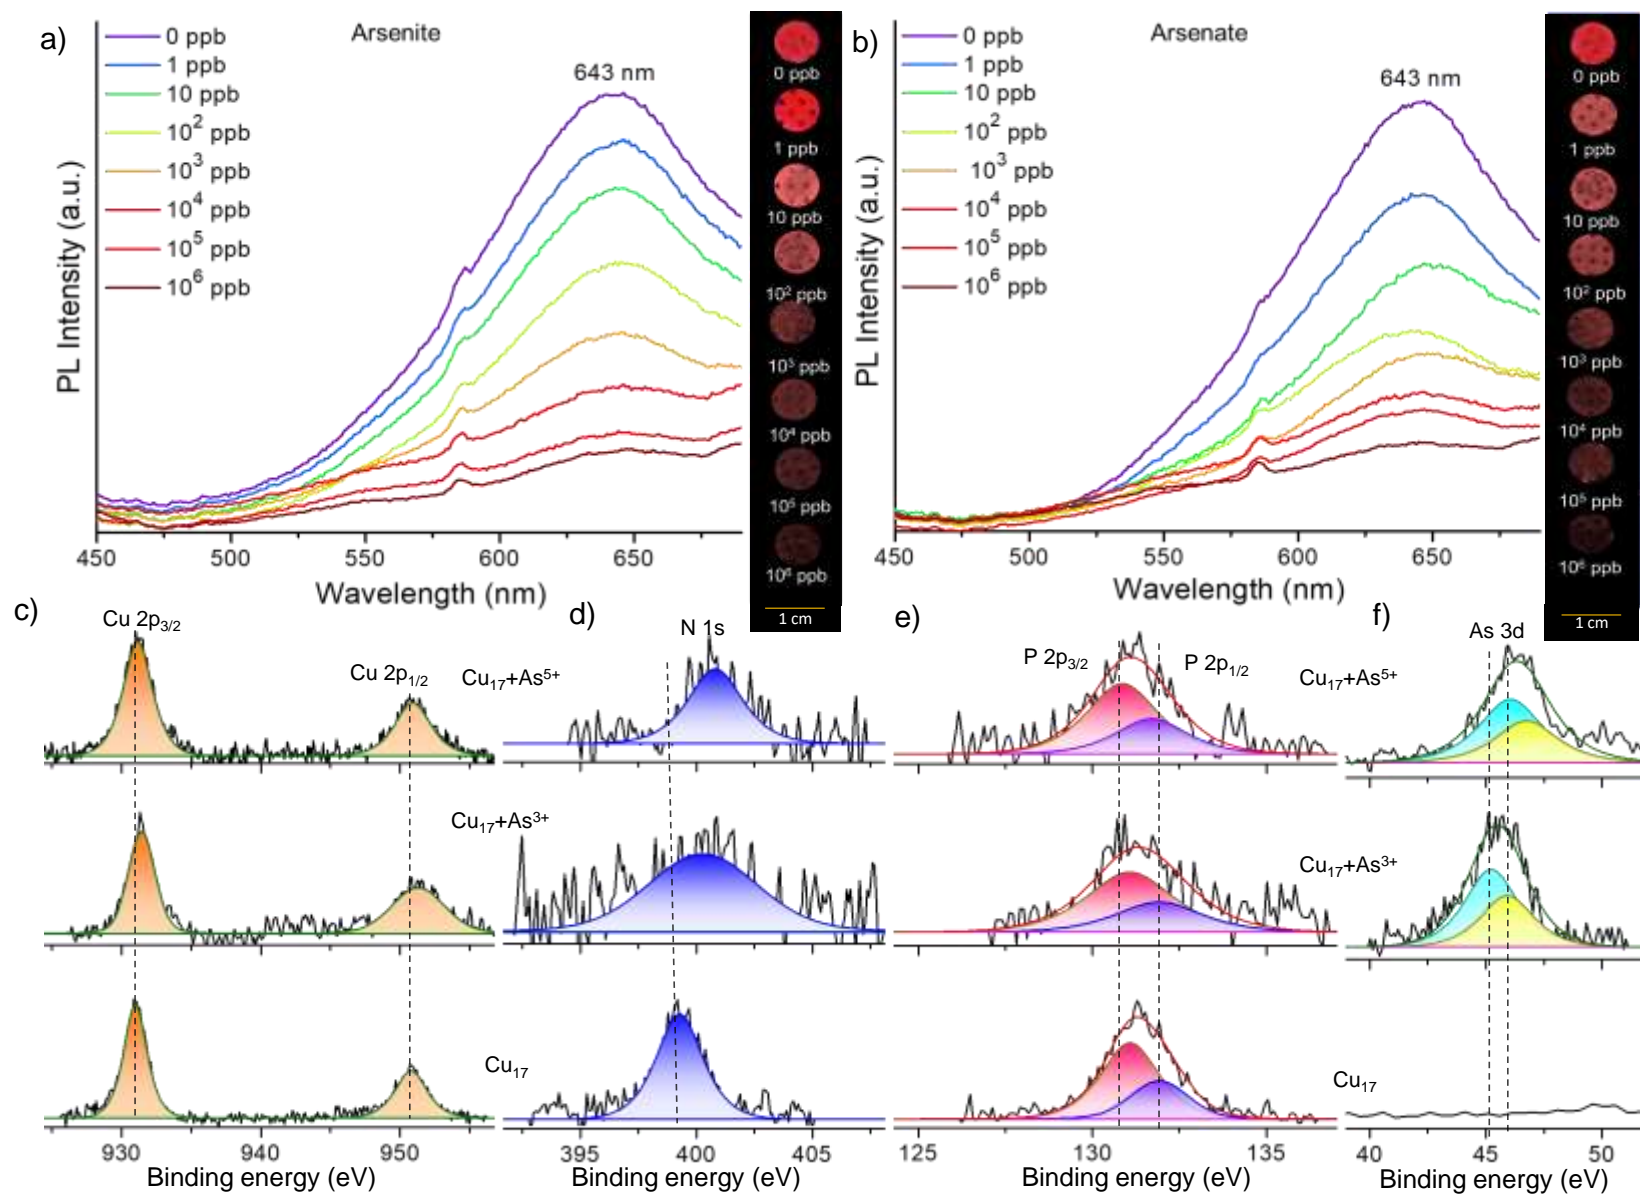 a)
Arsenite
643 nm
0 ppb
1 ppb
10 ppb
10² ppb
10³ ppb
10⁴ ppb
10⁵ ppb
10⁶ ppb
PL Intensity (a.u.)
450 500 550 600 650
Wavelength (nm)
0 ppb
1 ppb
10 ppb
10² ppb
10³ ppb
10⁴ ppb
10⁵ ppb
10⁶ ppb
1 cm
b)
Arsenate
643 nm
0 ppb
1 ppb
10 ppb
10² ppb
10³ ppb
10⁴ ppb
10⁵ ppb
10⁶ ppb
PL Intensity (a.u.)
450 500 550 600 650
Wavelength (nm)
0 ppb
1 ppb
10 ppb
10² ppb
10³ ppb
10⁴ ppb
10⁵ ppb
10⁶ ppb
1 cm
c)
Cu 2p3/2
Cu 2p1/2
930 940 950
Binding energy (eV)
d)
N 1s
Cu17+As⁵⁺
Cu17+As³⁺
Cu17
395 400 405
Binding energy (eV)
e)
P 2p3/2
P 2p1/2
125 130 135
Binding energy (eV)
f)
As 3d
Cu17+As⁵⁺
Cu17+As³⁺
Cu17
40 45 50
Binding energy (eV)